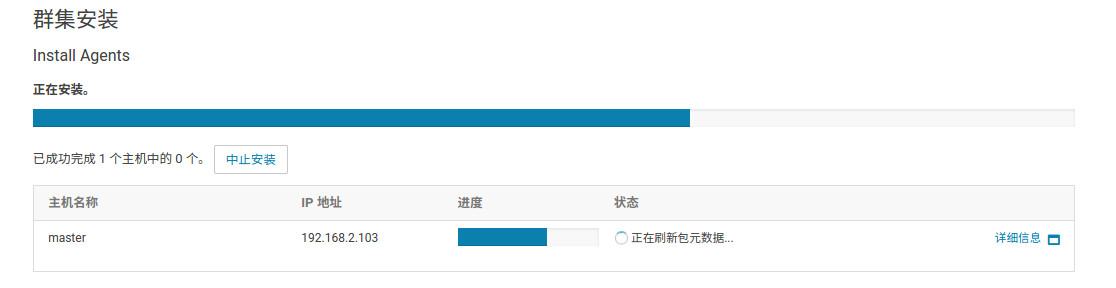 群集安装
Install Agents
正在安装。
已成功完成 1 个主机中的 0 个。 中止安装
主机名称 IP 地址 进度 状态
master 192.168.2.103 正在刷新包元数据... 详细信息